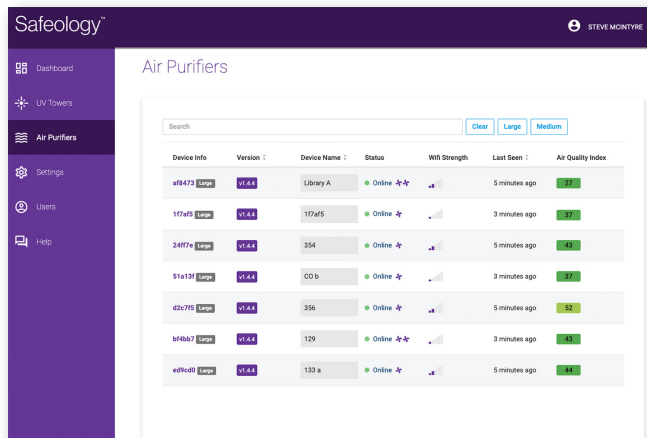 Safeology™
STEVE MCINTYRE
Dashboard
UV Towers
Air Purifiers
Settings
Users
Help
Air Purifiers
Search Clear Large Medium
Device Info Version Device Name Status Wifi Strength Last Seen Air Quality Index
af8473 Large v1.4.4 Library A Online 5 minutes ago 27
1f7af5 Large v1.4.4 1f7af5 Online 3 minutes ago 37
24ff7e Large v1.4.4 354 Online 5 minutes ago 43
51a13f Large v1.4.4 CO b Online 3 minutes ago 37
d2c7f5 Large v1.4.4 356 Online 5 minutes ago 52
bf4bb7 Large v1.4.4 129 Online 3 minutes ago 43
ed9cd0 Large v1.4.4 133 a Online 5 minutes ago 44